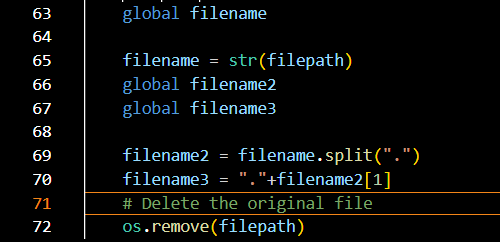 63 global filename
64
65 filename = str(filepath)
66 global filename2
67 global filename3
68
69 filename2 = filename.split(".")
70 filename3 = "."+filename2[1]
71 # Delete the original file
72 os.remove(filepath)